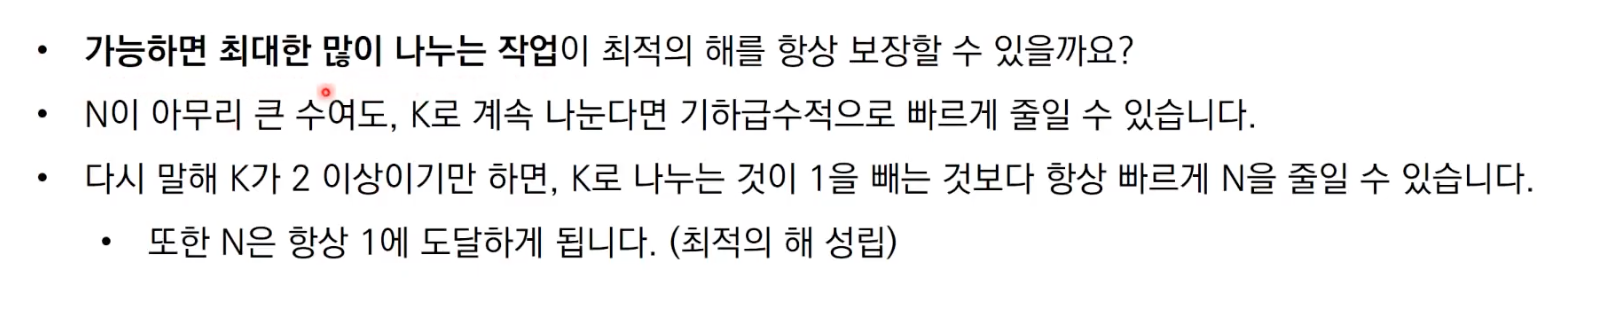 • 가능하면 최대한 많이 나누는 작업이 최적의 해를 항상 보장할 수 있을까요?
• N이 아무리 큰 수여도, K로 계속 나눈다면 기하급수적으로 빠르게 줄일 수 있습니다.
• 다시 말해 K가 2 이상이기만 하면, K로 나누는 것이 1을 빼는 것보다 항상 빠르게 N을 줄일 수 있습니다.
• 또한 N은 항상 1에 도달하게 됩니다. (최적의 해 성립)